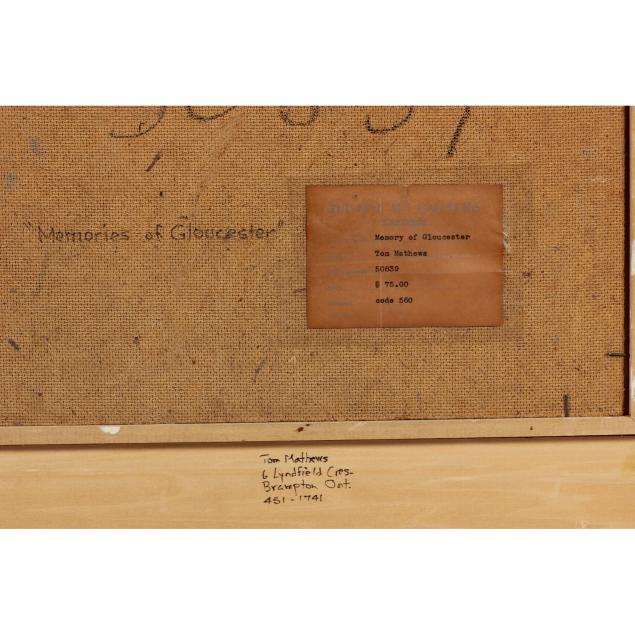 "Memories of Gloucester"
Memory of Gloucester
Tom Mathews
50839
$ 75.00
code 560
Tom Mathews
6 Lyndfield Cres-
Brampton Ont.
451-1741